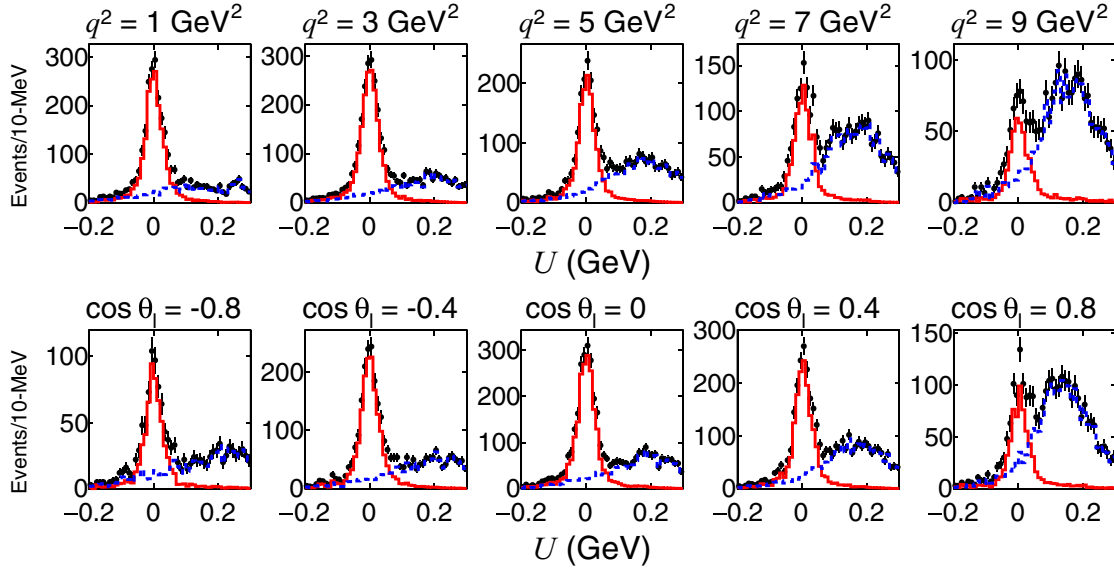 q² = 1 GeV² q² = 3 GeV² q² = 5 GeV² q² = 7 GeV² q² = 9 GeV²
Events/10-MeV
300 200 100 0
300 200 100 0
200 100 0
150 100 50 0
100 50 0
−0.2 0 0.2 −0.2 0 0.2 −0.2 0 0.2 −0.2 0 0.2 −0.2 0 0.2
U (GeV)
cos θl = -0.8 cos θl = -0.4 cos θl = 0 cos θl = 0.4 cos θl = 0.8
Events/10-MeV
100 50 0
200 100 0
300 200 100 0
300 200 100 0
150 100 50 0
−0.2 0 0.2 −0.2 0 0.2 −0.2 0 0.2 −0.2 0 0.2 −0.2 0 0.2
U (GeV)